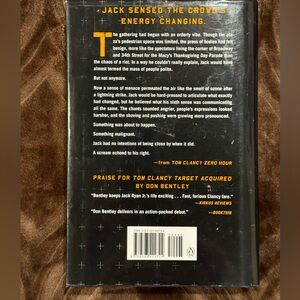 JACK SENSED THE CROWD'S
ENERGY CHANGING.
The gathering had begun with an orderly vibe. Though the pla-
za's pedestrian space was limited, the press of bodies had felt
benign, more like the spectators lining the corner of Broadway
and 34th Street for the Macy's Thanksgiving Day Parade than
the chaos of a riot. In a way he couldn't really explain, Jack would have
almost termed the mass of people polite.
But not anymore.
Now a sense of menace permeated the air like the smell of ozone after
a lightning strike. Jack would be hard-pressed to articulate what exactly
had changed, but he believed what his sixth sense was communicating
all the same. The chants sounded angrier, people's expressions looked
harsher, and the shoving and pushing were growing more pronounced.
Something was about to happen.
Something malignant.
Jack had no intentions of being close by when it did.
A scream echoed to his right.
—from TOM CLANCY ZERO HOUR
PRAISE FOR TOM CLANCY TARGET ACQUIRED
BY DON BENTLEY
"Bentley keeps Jack Ryan Jr.'s life exciting . . . Fast, furious Clancy fare."
—KIRKUS REVIEWS
"Don Bentley delivers in an action-packed debut."
—BOOKTRIB